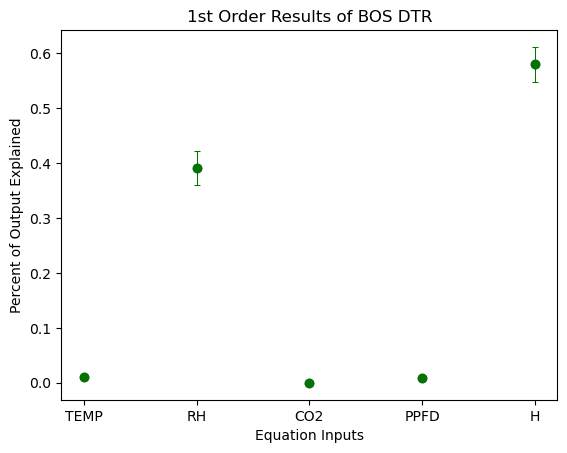 1st Order Results of BOS DTR
Percent of Output Explained
0.6
0.5
0.4
0.3
0.2
0.1
0.0
TEMP RH CO2 PPFD H
Equation Inputs